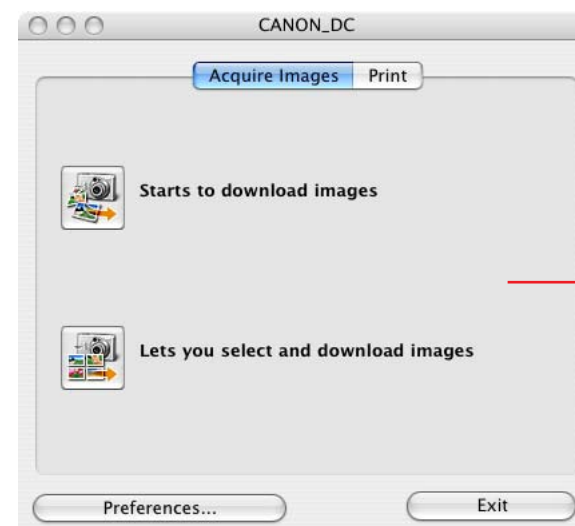 CANON_DC
Acquire Images Print
Starts to download images
Lets you select and download images
Preferences... Exit